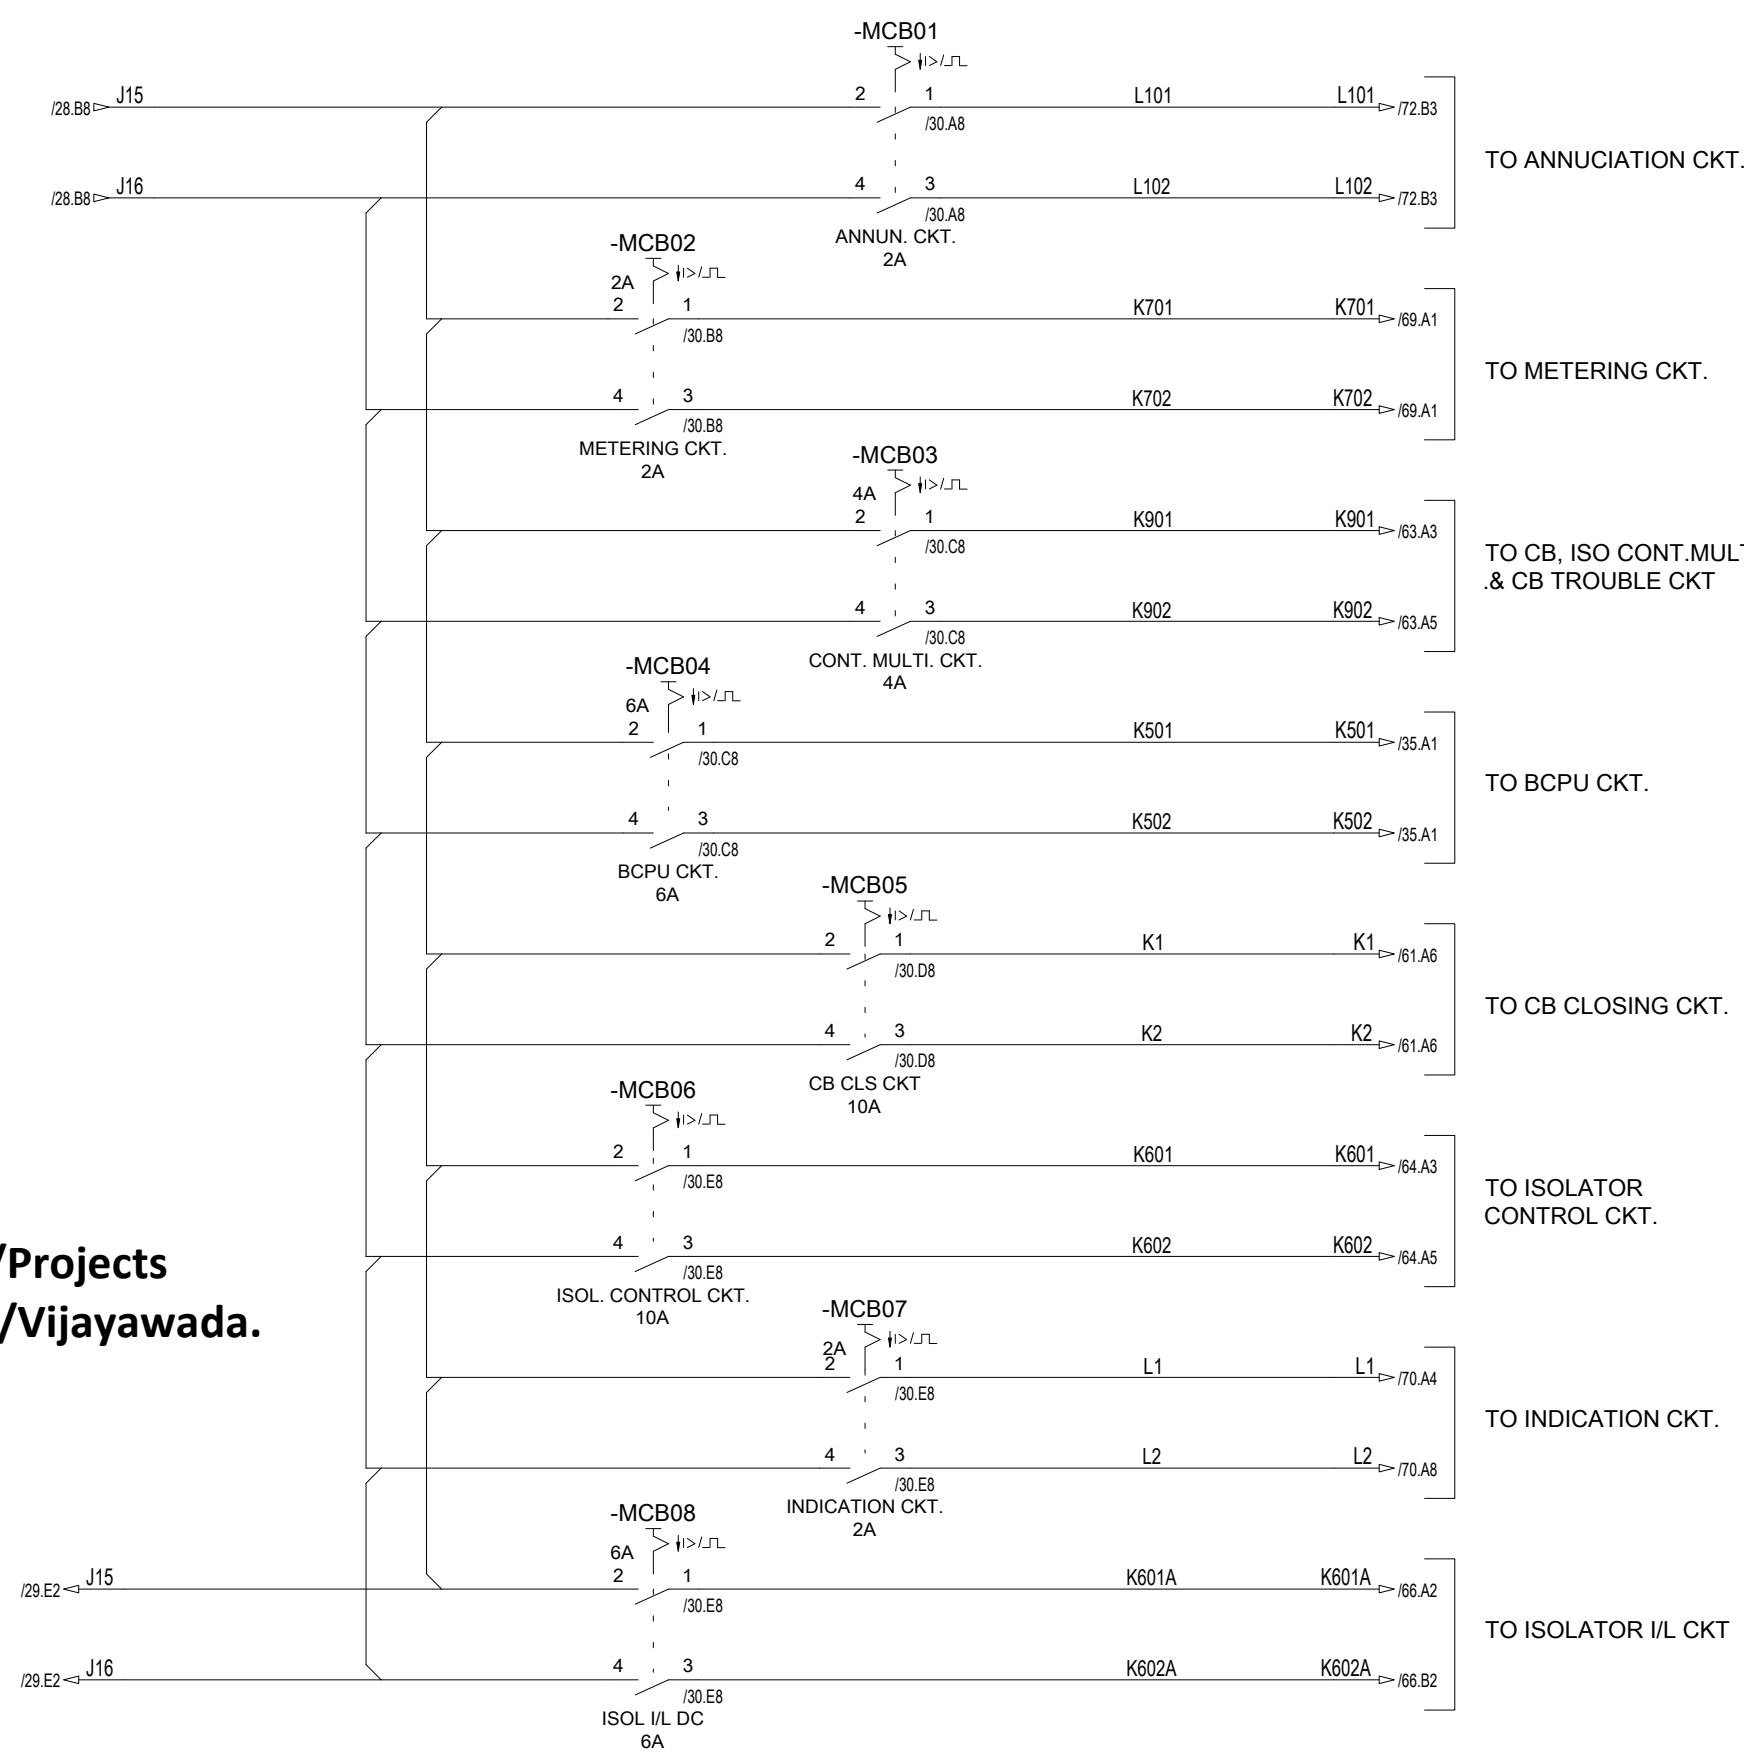 -MCB01
/28.B8 J15 2 1 L101 L101 /72.B3
/30.A8
TO ANNUCIATION CKT.
/28.B8 J16 4 3 L102 L102 /72.B3
/30.A8
ANNUN. CKT.
2A
-MCB02
2A
2 1 K701 K701 /69.A1
/30.B8
TO METERING CKT.
4 3 K702 K702 /69.A1
/30.B8
METERING CKT.
2A
-MCB03
4A
2 1 K901 K901 /63.A3
/30.C8
TO CB, ISO CONT.MULT
.& CB TROUBLE CKT
4 3 K902 K902 /63.A5
/30.C8
CONT. MULTI. CKT.
4A
-MCB04
6A
2 1 K501 K501 /35.A1
/30.C8
TO BCPU CKT.
4 3 K502 K502 /35.A1
/30.C8
BCPU CKT.
6A
-MCB05
2 1 K1 K1 /61.A6
/30.D8
TO CB CLOSING CKT.
4 3 K2 K2 /61.A6
/30.D8
CB CLS CKT
10A
-MCB06
2 1 K601 K601 /64.A3
/30.E8
TO ISOLATOR
CONTROL CKT.
4 3 K602 K602 /64.A5
/30.E8
ISOL. CONTROL CKT.
10A
/Projects
/Vijayawada.
-MCB07
2A
2 1 L1 L1 /70.A4
/30.E8
TO INDICATION CKT.
4 3 L2 L2 /70.A8
/30.E8
INDICATION CKT.
2A
-MCB08
6A
/29.E2 J15 2 1 K601A K601A /66.A2
/30.E8
TO ISOLATOR I/L CKT
/29.E2 J16 4 3 K602A K602A /66.B2
/30.E8
ISOL I/L DC
6A